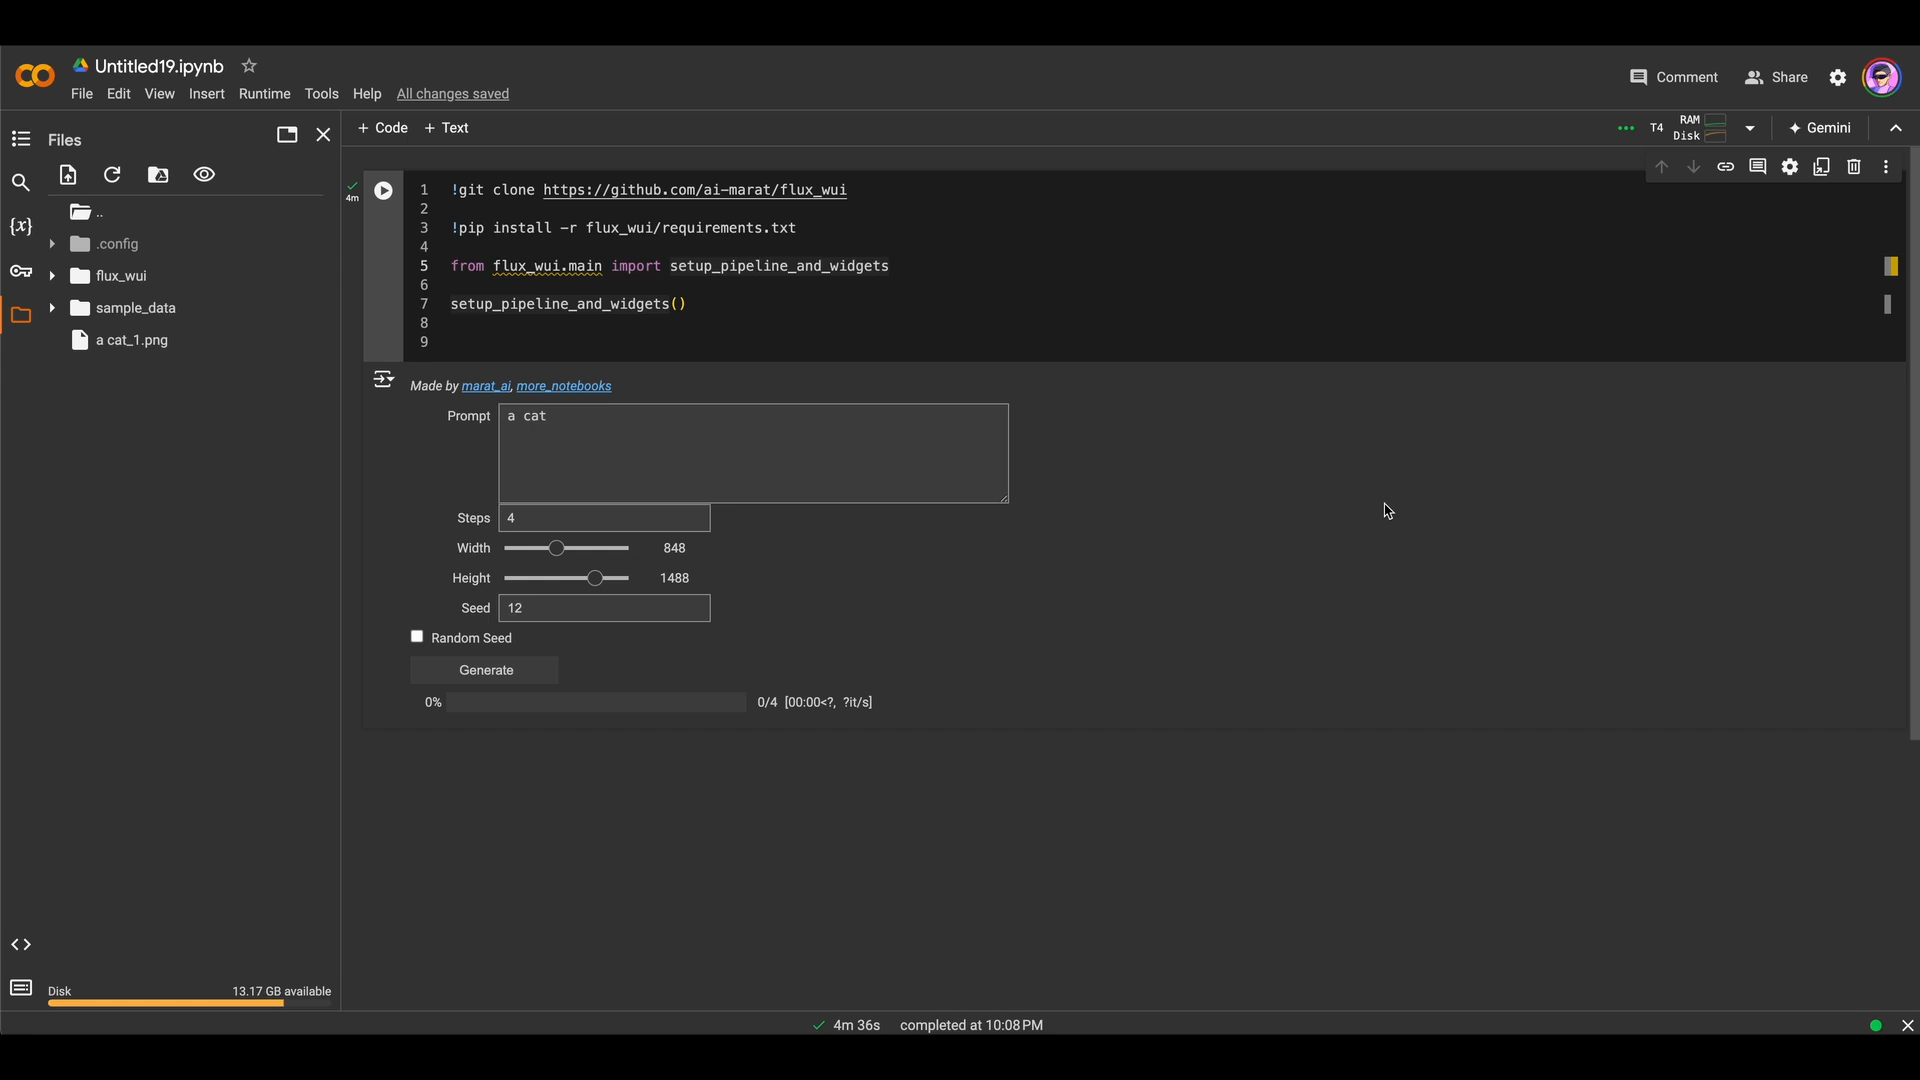 Untitled19.ipynb
File Edit View Insert Runtime Tools Help All changes saved
Comment Share
Files
+ Code + Text
T4 RAM Disk Gemini
..
.config
flux_wui
sample_data
a cat_1.png
4m
1 !git clone https://github.com/ai-marat/flux_wui
2
3 !pip install -r flux_wui/requirements.txt
4
5 from flux_wui.main import setup_pipeline_and_widgets
6
7 setup_pipeline_and_widgets()
8
9
Made by marat_ai, more_notebooks
Prompt a cat
Steps 4
Width 848
Height 1488
Seed 12
Random Seed
Generate
0% 0/4 [00:00<?, ?it/s]
Disk 13.17 GB available
4m 36s completed at 10:08 PM